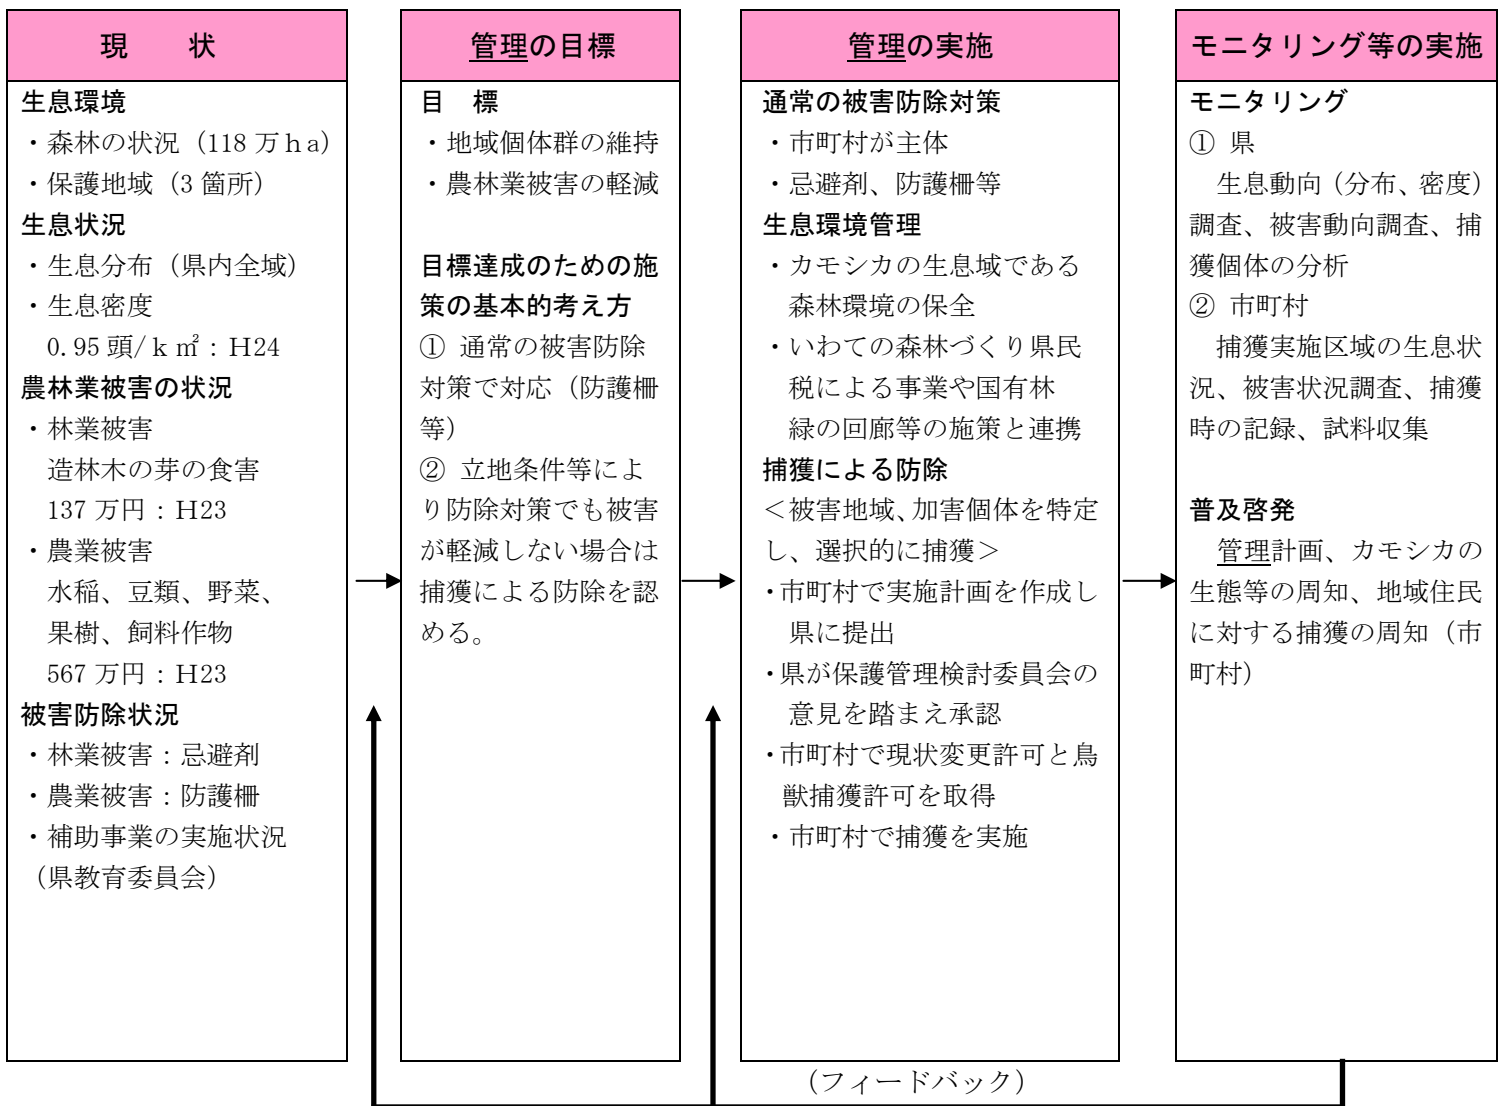 現　状
生息環境
・森林の状況（118 万ｈa）
・保護地域（3 箇所）
生息状況
・生息分布（県内全域）
・生息密度
0.95 頭/ｋ㎡：H24
農林業被害の状況
・林業被害
造林木の芽の食害
137 万円：H23
・農業被害
水稲、豆類、野菜、
果樹、飼料作物
567 万円：H23
被害防除状況
・林業被害：忌避剤
・農業被害：防護柵
・補助事業の実施状況
（県教育委員会）
管理の目標
目　標
・地域個体群の維持
・農林業被害の軽減
目標達成のための施
策の基本的考え方
① 通常の被害防除
対策で対応（防護柵
等）
② 立地条件等によ
り防除対策でも被害
が軽減しない場合は
捕獲による防除を認
める。
管理の実施
通常の被害防除対策
・市町村が主体
・忌避剤、防護柵等
生息環境管理
・カモシカの生息域である
森林環境の保全
・いわての森林づくり県民
税による事業や国有林
緑の回廊等の施策と連携
捕獲による防除
＜被害地域、加害個体を特定
し、選択的に捕獲＞
・市町村で実施計画を作成し
県に提出
・県が保護管理検討委員会の
意見を踏まえ承認
・市町村で現状変更許可と鳥
獣捕獲許可を取得
・市町村で捕獲を実施
モニタリング等の実施
モニタリング
① 県
生息動向（分布、密度）
調査、被害動向調査、捕
獲個体の分析
② 市町村
捕獲実施区域の生息状
況、被害状況調査、捕獲
時の記録、試料収集
普及啓発
管理計画、カモシカの
生態等の周知、地域住民
に対する捕獲の周知（市
町村）
（フィードバック）